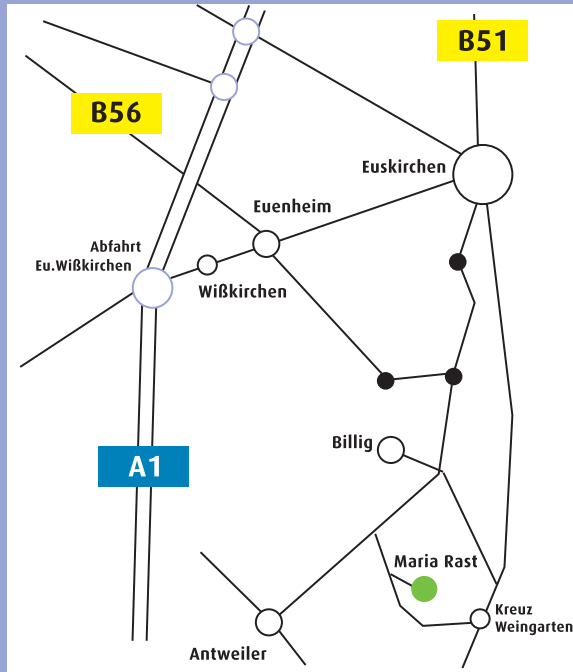 B51
B56
Euskirchen
Euenheim
Abfahrt
Eu.Wißkirchen
Wißkirchen
Billig
A1
Maria Rast
Kreuz
Weingarten
Antweiler